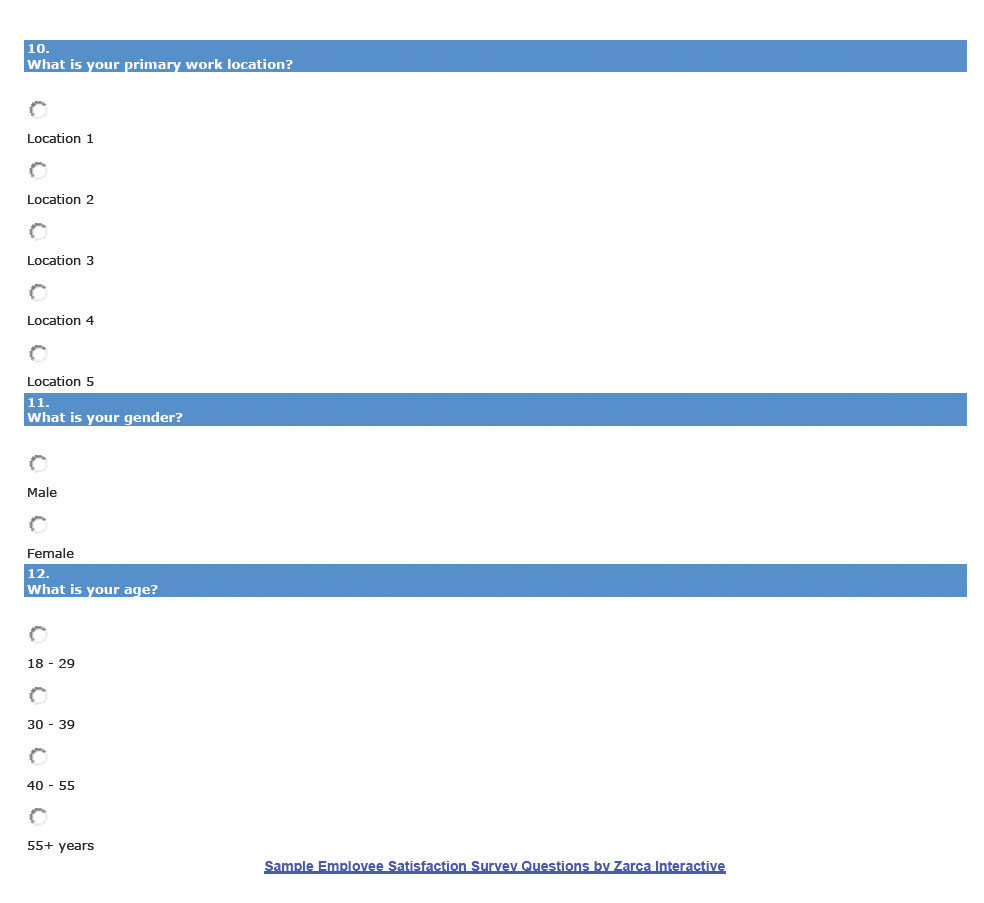 10.
What is your primary work location?
Location 1
Location 2
Location 3
Location 4
Location 5
11.
What is your gender?
Male
Female
12.
What is your age?
18 - 29
30 - 39
40 - 55
55+ years
Sample Employee Satisfaction Survey Questions by Zarca Interactive